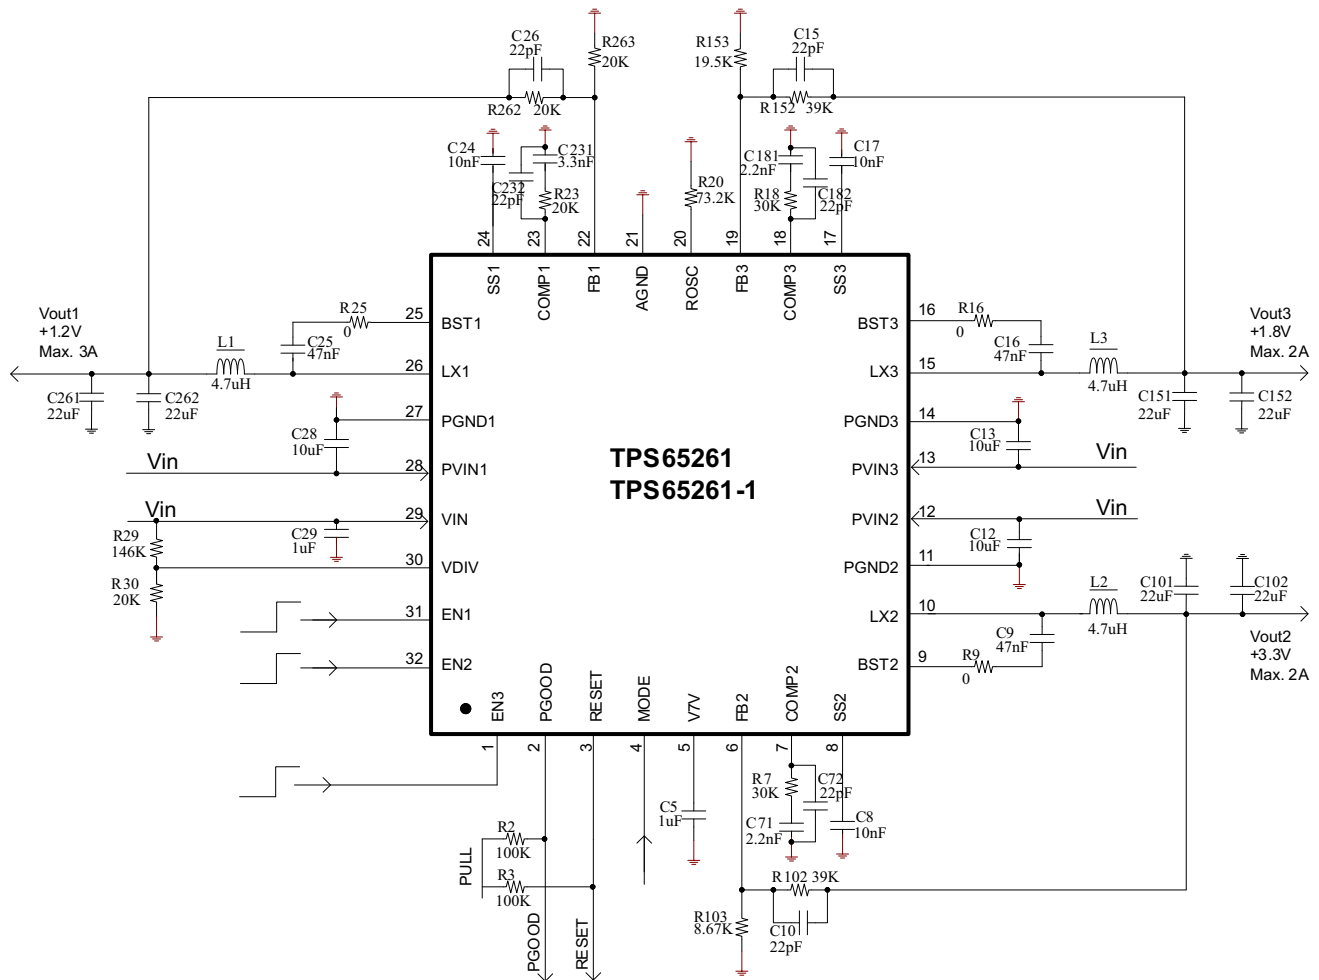 C26
22pF
R263
20K
R262 20K
R153
19.5K
C15
22pF
R152 39K
C24
10nF
C231
3.3nF
C232
22pF
R23
20K
R20
73.2K
C181
2.2nF
R18
30K
C182
22pF
C17
10nF
24
23
22
21
20
19
18
17
SS1
COMP1
FB1
AGND
ROSC
FB3
COMP3
SS3
Vout1
+1.2V
Max. 3A
C261
22uF
C262
22uF
L1
4.7uH
R25
0
C25
47nF
25
BST1
26
LX1
27
PGND1
C28
10uF
Vin
28
PVIN1
Vin
29
VIN
C29
1uF
R29
146K
30
VDIV
R30
20K
31
EN1
32
EN2
TPS65261
TPS65261-1
BST3
16
R16
0
C16
47nF
L3
4.7uH
LX3
15
Vout3
+1.8V
Max. 2A
C151
22uF
C152
22uF
PGND3
14
C13
10uF
PVIN3
13
Vin
PVIN2
12
Vin
C12
10uF
PGND2
11
LX2
10
L2
4.7uH
C101
22uF
C102
22uF
C9
47nF
BST2
9
R9
0
Vout2
+3.3V
Max. 2A
EN3
PGOOD
RESET
MODE
V7V
FB2
COMP2
SS2
1
2
3
4
5
6
7
8
C5
1uF
R7
30K
C72
22pF
C71
2.2nF
C8
10nF
PULL
R2
100K
R3
100K
PGOOD
RESET
R102 39K
R103
8.67K
C10
22pF